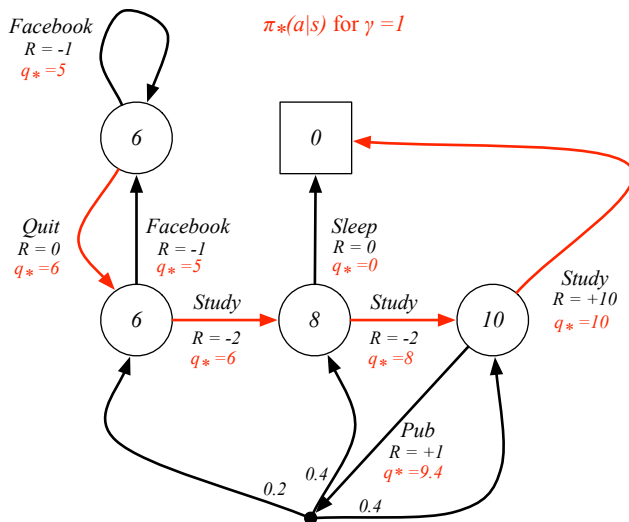 Facebook
R = -1
q* =5
π*(a|s) for γ =1
6
0
Quit
R = 0
q* =6
Facebook
R = -1
q* =5
Sleep
R = 0
q* =0
Study
R = +10
q* =10
6
Study
R = -2
q* =6
8
Study
R = -2
q* =8
10
Pub
R = +1
q* =9.4
0.2
0.4
0.4